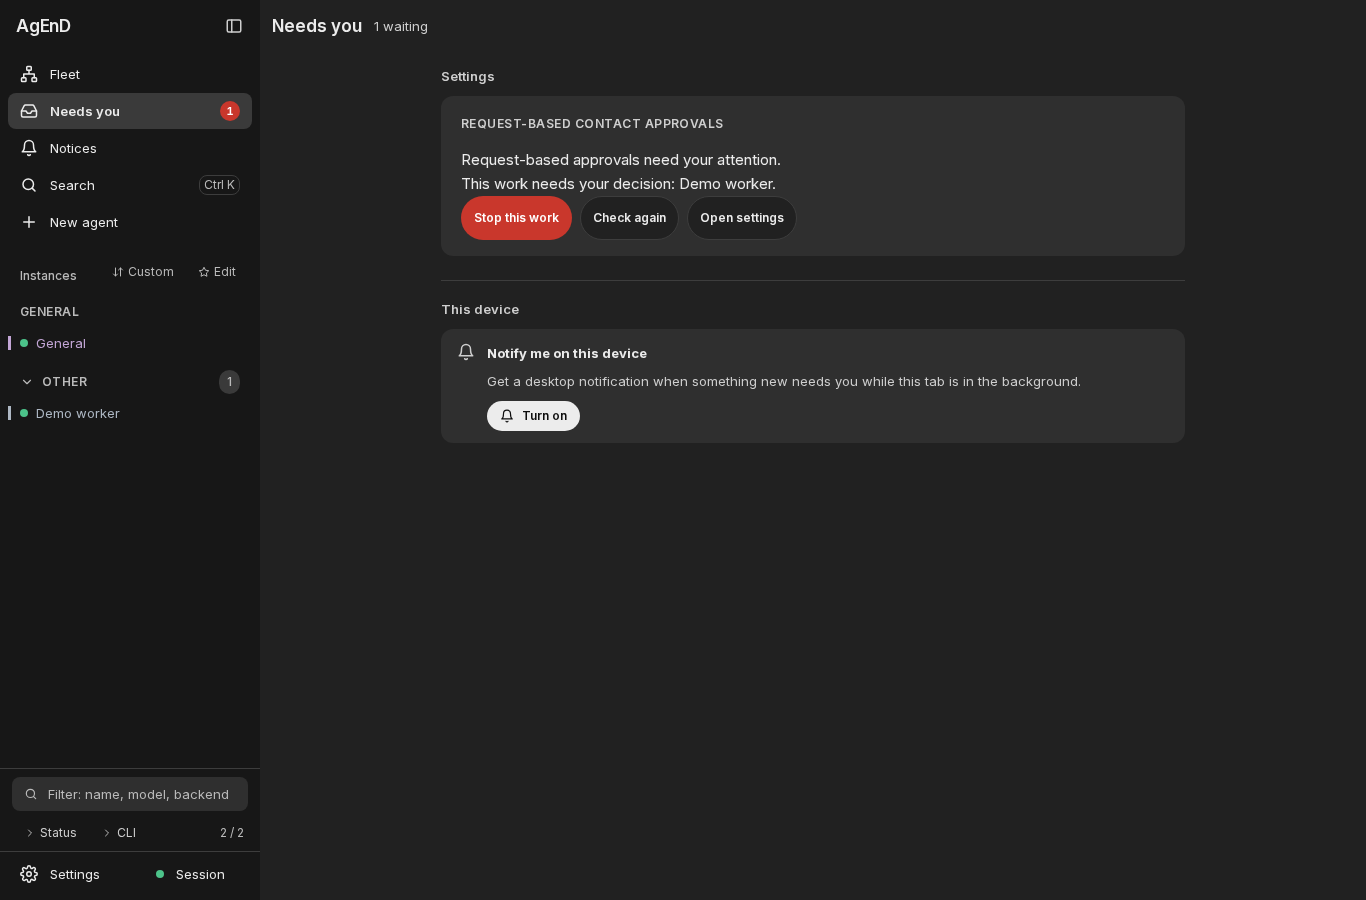 AgEnD
Fleet
Needs you 1
Notices
Search Ctrl K
New agent
Instances Custom Edit
GENERAL
General
OTHER 1
Demo worker
Filter: name, model, backend
Status CLI 2 / 2
Settings Session
Needs you 1 waiting
Settings
REQUEST-BASED CONTACT APPROVALS
Request-based approvals need your attention.
This work needs your decision: Demo worker.
Stop this work Check again Open settings
This device
Notify me on this device
Get a desktop notification when something new needs you while this tab is in the background.
Turn on